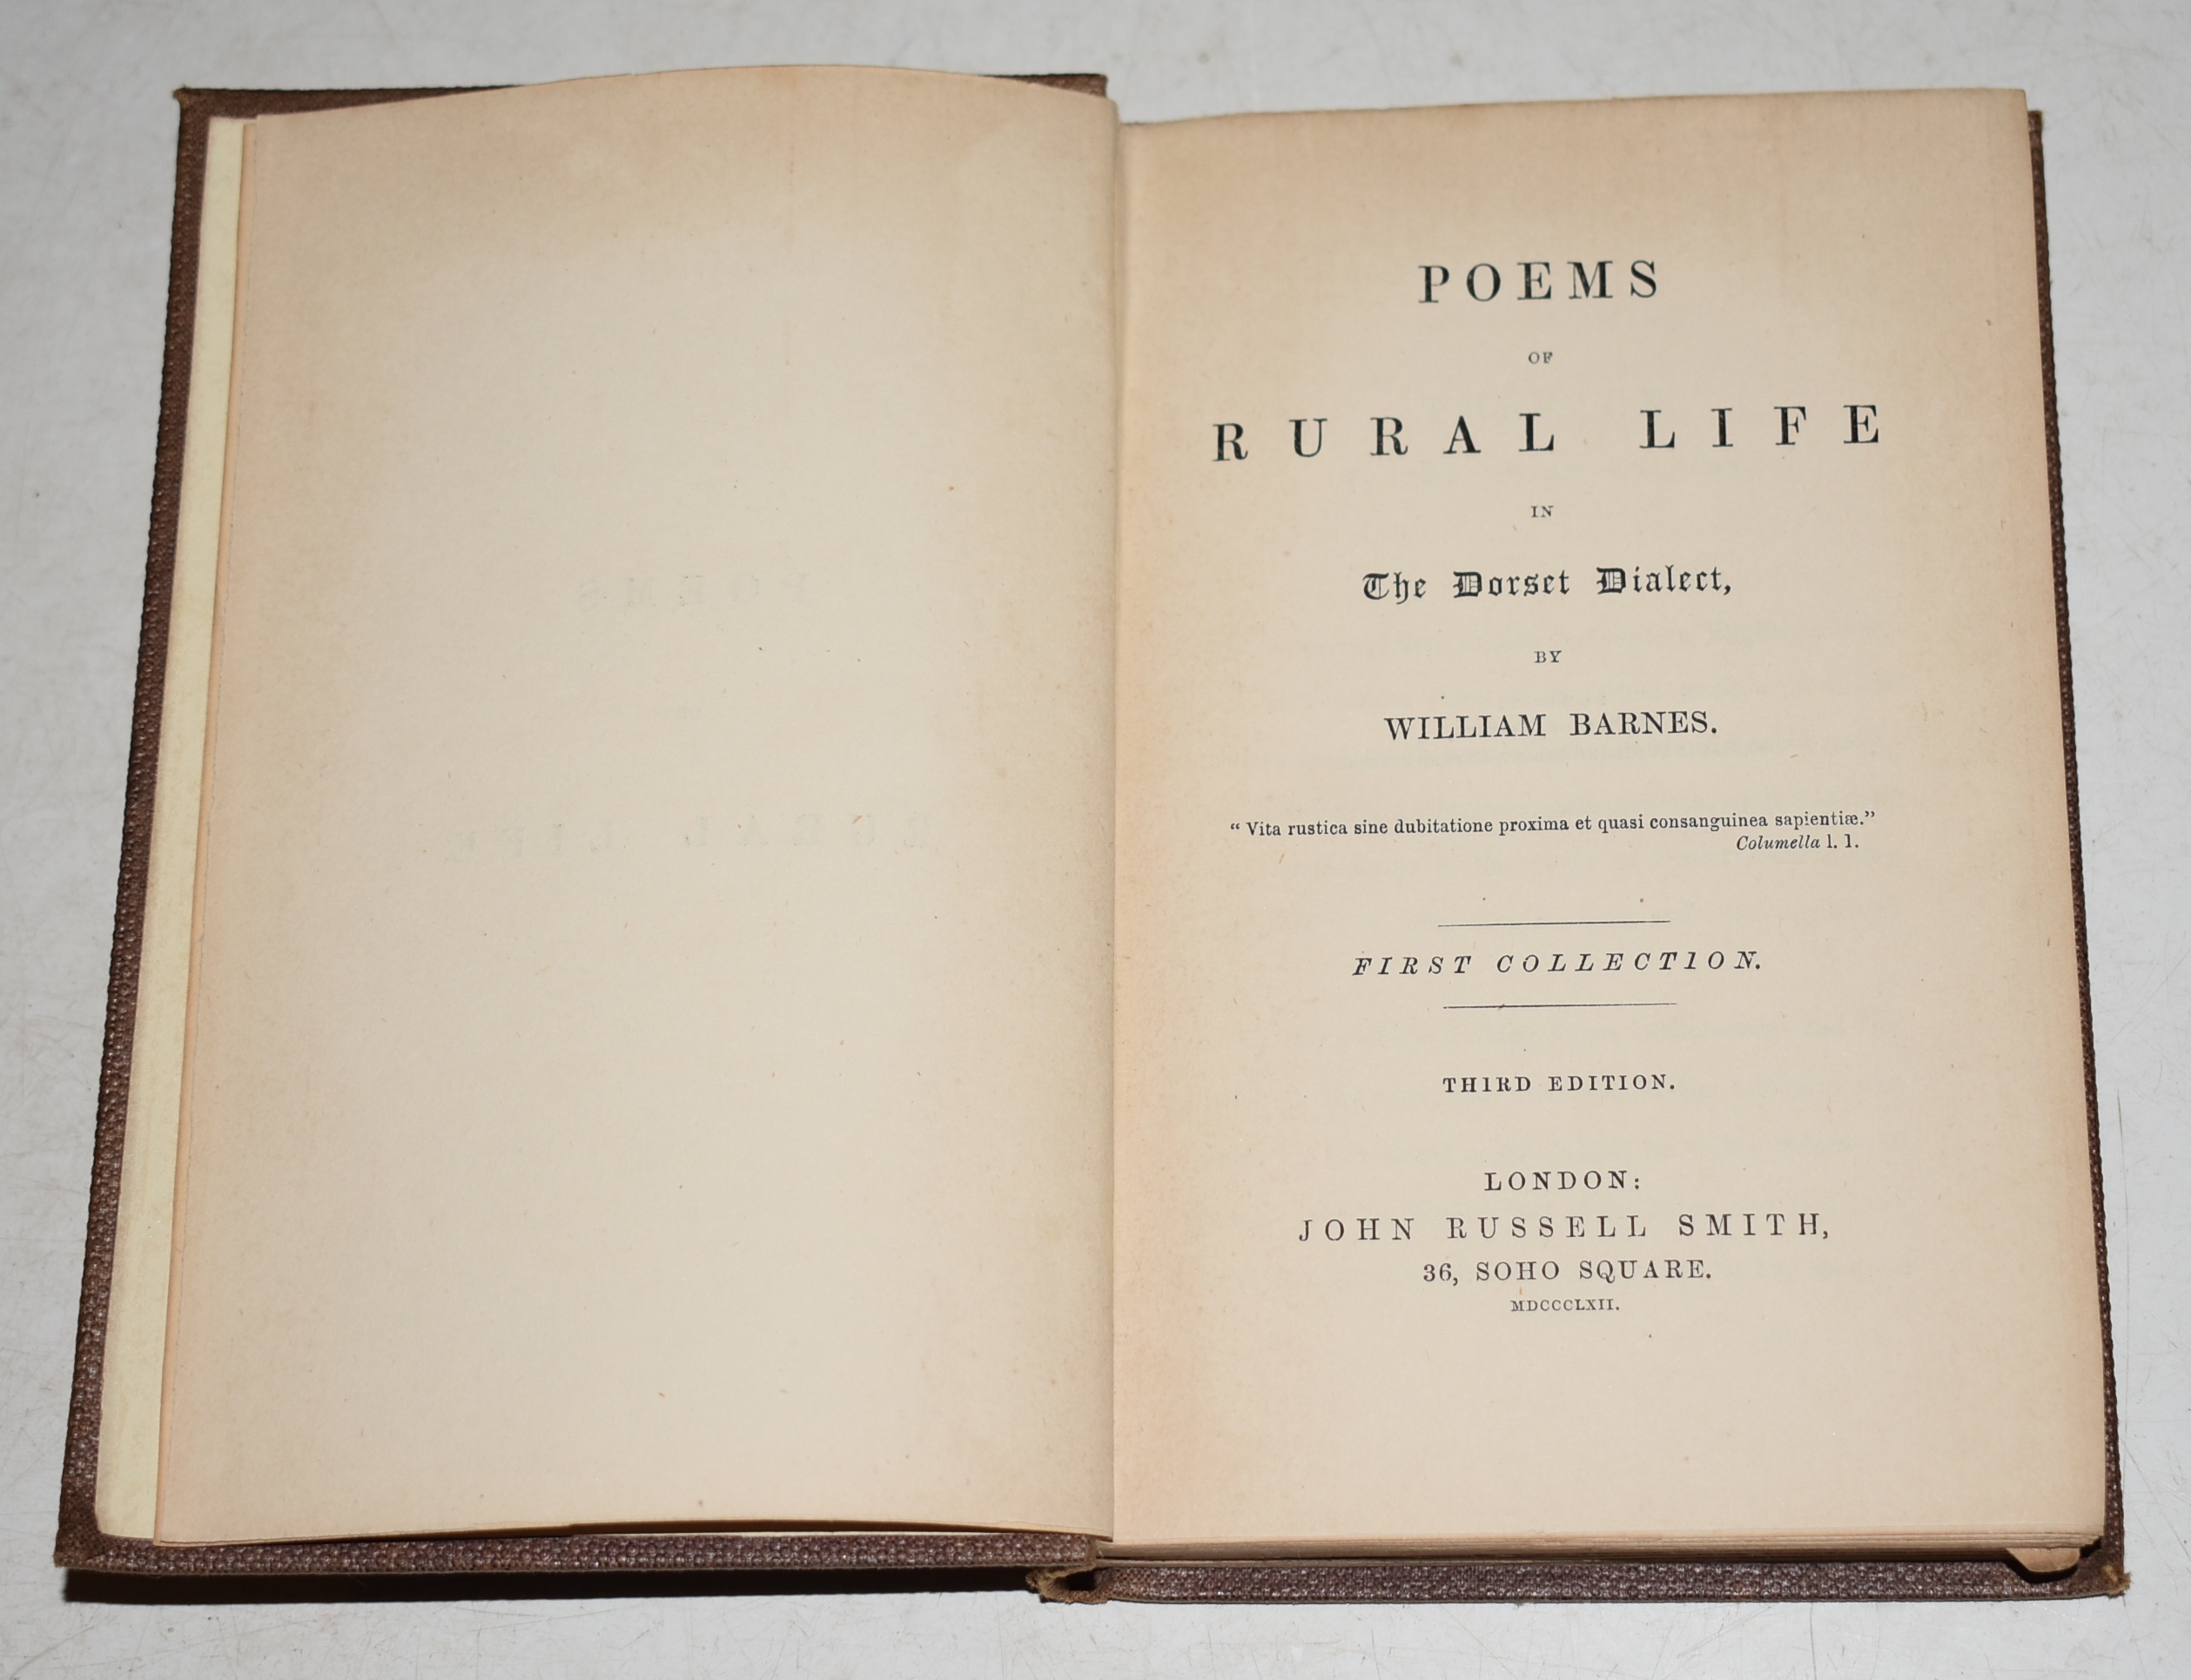 POEMS
OF
RURAL LIFE
IN
The Dorset Dialect,
BY
WILLIAM BARNES.
“ Vita rustica sine dubitatione proxima et quasi consanguinea sapientiæ.”
Columella l. 1.
FIRST COLLECTION.
THIRD EDITION.
LONDON:
JOHN RUSSELL SMITH,
36, SOHO SQUARE.
MDCCCLXII.